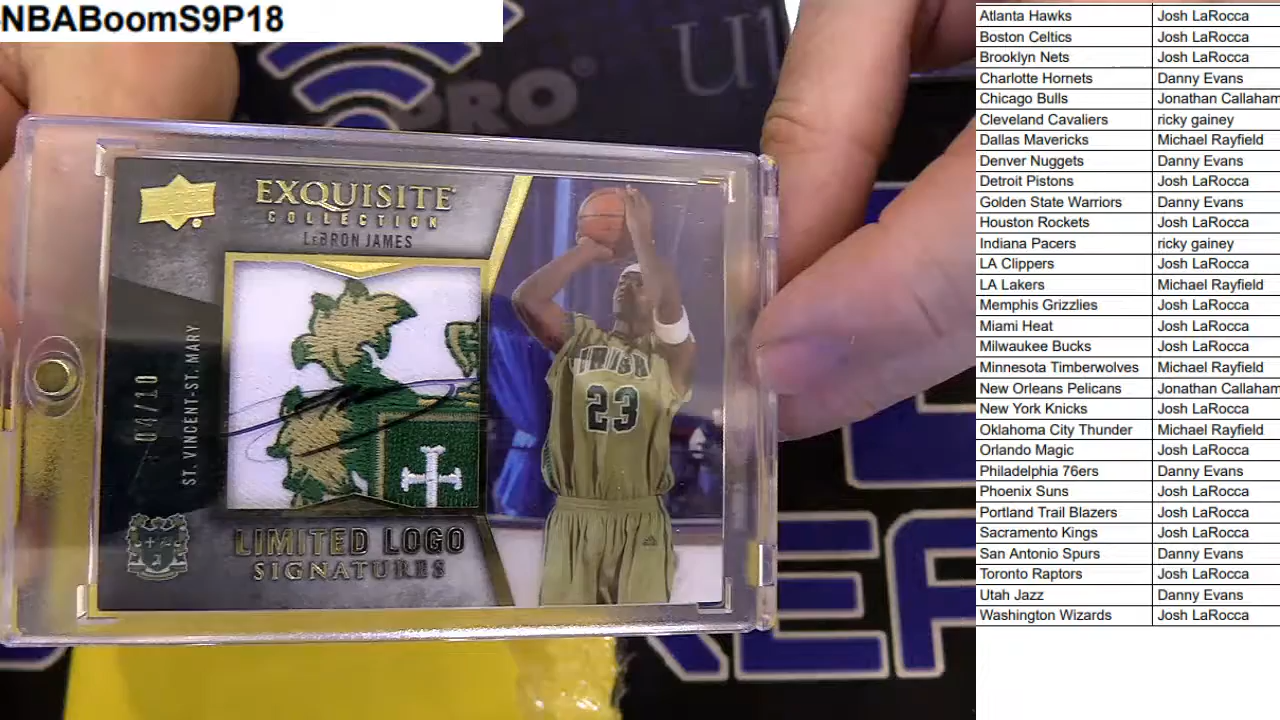 NBABoomS9P18
PRO
EXQUISITE
COLLECTION
LEBRON JAMES
04/10
ST. VINCENT-ST. MARY
IRISH
23
LIMITED LOGO
SIGNATURES
Atlanta Hawks Josh LaRocca
Boston Celtics Josh LaRocca
Brooklyn Nets Josh LaRocca
Charlotte Hornets Danny Evans
Chicago Bulls Jonathan Callaham
Cleveland Cavaliers ricky gainey
Dallas Mavericks Michael Rayfield
Denver Nuggets Danny Evans
Detroit Pistons Josh LaRocca
Golden State Warriors Danny Evans
Houston Rockets Josh LaRocca
Indiana Pacers ricky gainey
LA Clippers Josh LaRocca
LA Lakers Michael Rayfield
Memphis Grizzlies Josh LaRocca
Miami Heat Josh LaRocca
Milwaukee Bucks Josh LaRocca
Minnesota Timberwolves Michael Rayfield
New Orleans Pelicans Jonathan Callaham
New York Knicks Josh LaRocca
Oklahoma City Thunder Michael Rayfield
Orlando Magic Josh LaRocca
Philadelphia 76ers Danny Evans
Phoenix Suns Josh LaRocca
Portland Trail Blazers Josh LaRocca
Sacramento Kings Josh LaRocca
San Antonio Spurs Danny Evans
Toronto Raptors Josh LaRocca
Utah Jazz Danny Evans
Washington Wizards Josh LaRocca